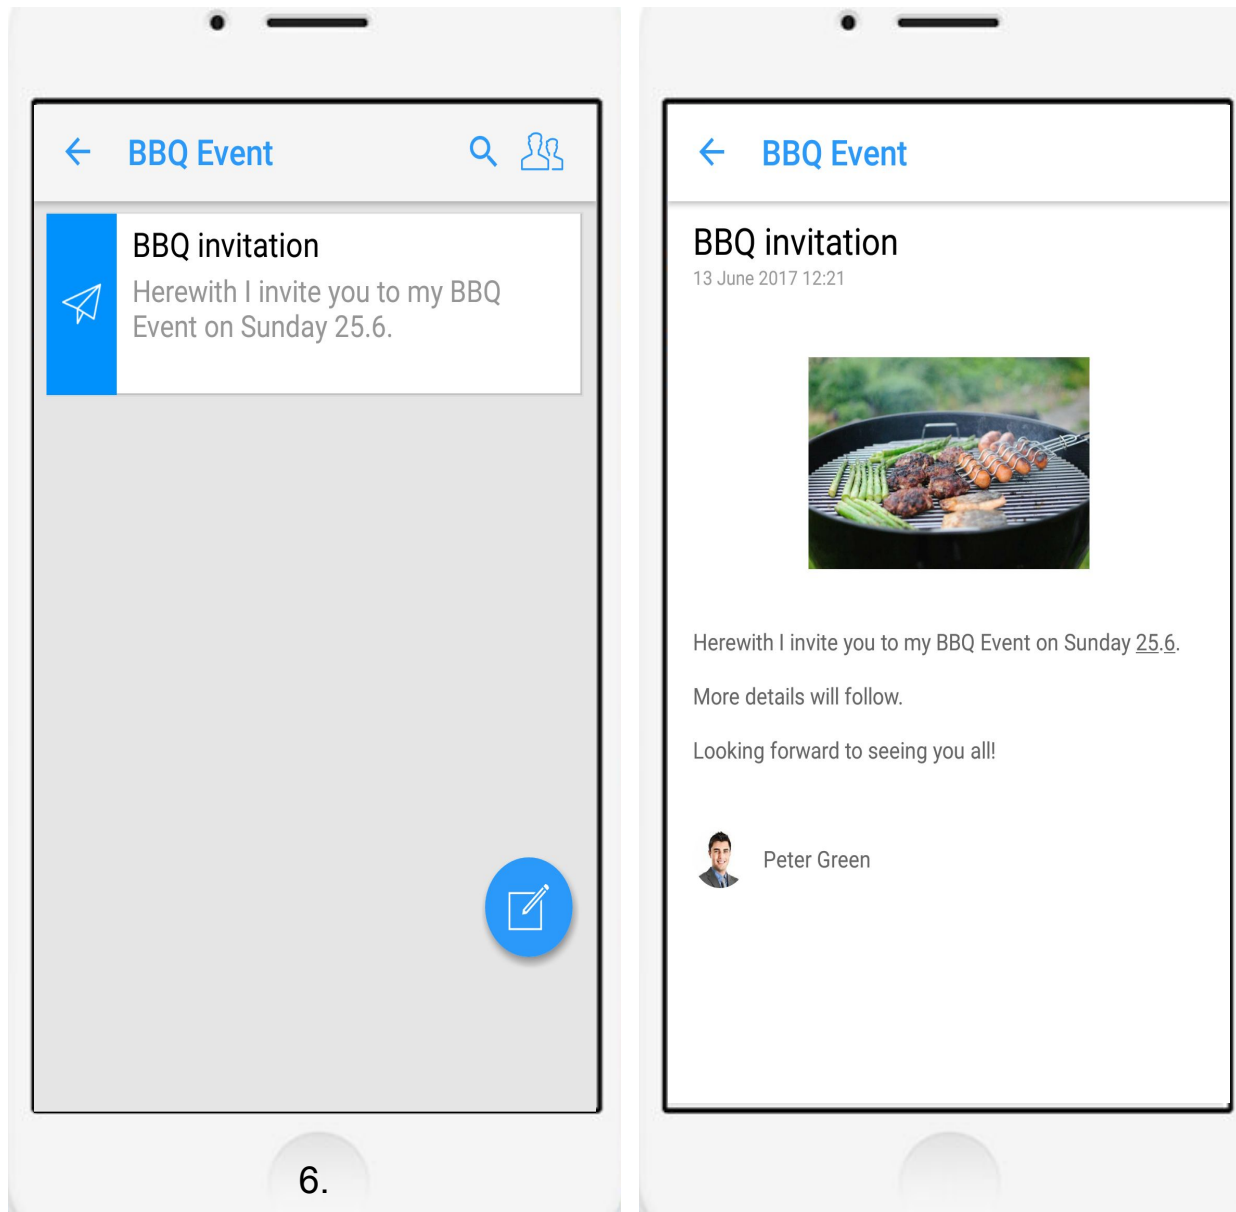 BBQ Event
BBQ invitation
Herewith I invite you to my BBQ
Event on Sunday 25.6.
6.
BBQ Event
BBQ invitation
13 June 2017 12:21
Herewith I invite you to my BBQ Event on Sunday 25.6.
More details will follow.
Looking forward to seeing you all!
Peter Green